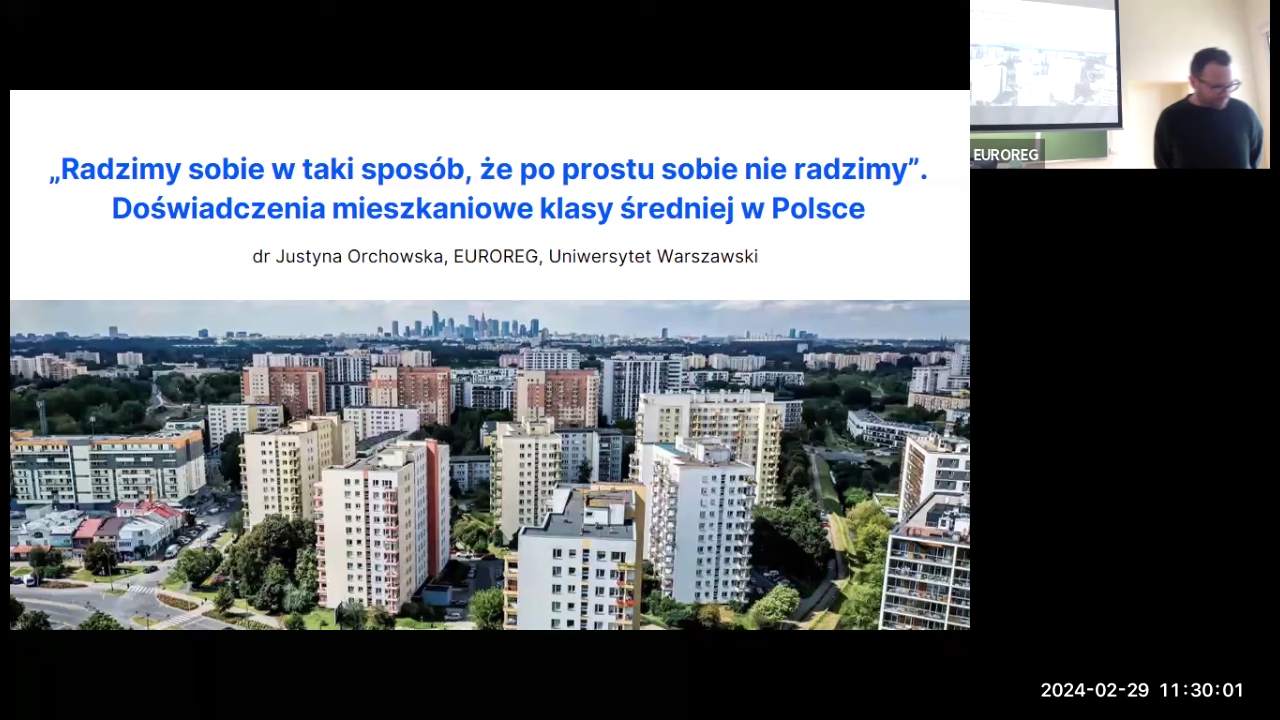 „Radzimy sobie w taki sposób, że po prostu sobie nie radzimy”.
Doświadczenia mieszkaniowe klasy średniej w Polsce
dr Justyna Orchowska, EUROREG, Uniwersytet Warszawski
EUROREG
2024-02-29 11:30:01